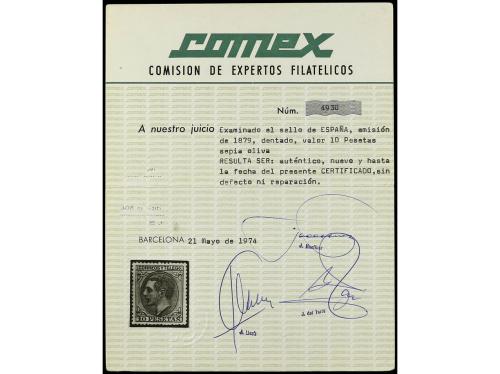 comex
COMISION DE EXPERTOS FILATELICOS
Núm. 4930
A nuestro juicio Examinado el sello de ESPAÑA, emisión
de 1879, dentado, valor 10 Pesetas
sepia oliva
RESULTA SER: auténtico, nuevo y hasta
la fecha del presente CERTIFICADO, sin
defecto ni reparación.
BARCELONA 21 Mayo de 1974
CORREOS Y TELEGS
10 PESETAS